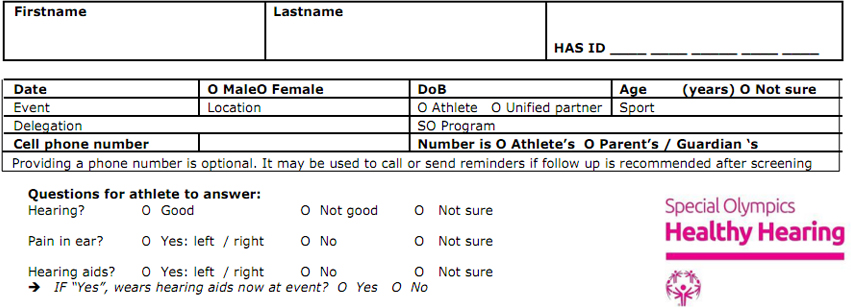 Firstname Lastname
HAS ID ____ ____ _____ ____ ____
Date O MaleO Female DoB Age (years) O Not sure
Event Location O Athlete O Unified partner Sport
Delegation SO Program
Cell phone number Number is O Athlete's O Parent's / Guardian 's
Providing a phone number is optional. It may be used to call or send reminders if follow up is recommended after screening
Questions for athlete to answer:
Hearing? O Good O Not good O Not sure
Pain in ear? O Yes: left / right O No O Not sure
Hearing aids? O Yes: left / right O No O Not sure
➔ IF "Yes", wears hearing aids now at event? O Yes O No
Special Olympics
Healthy Hearing